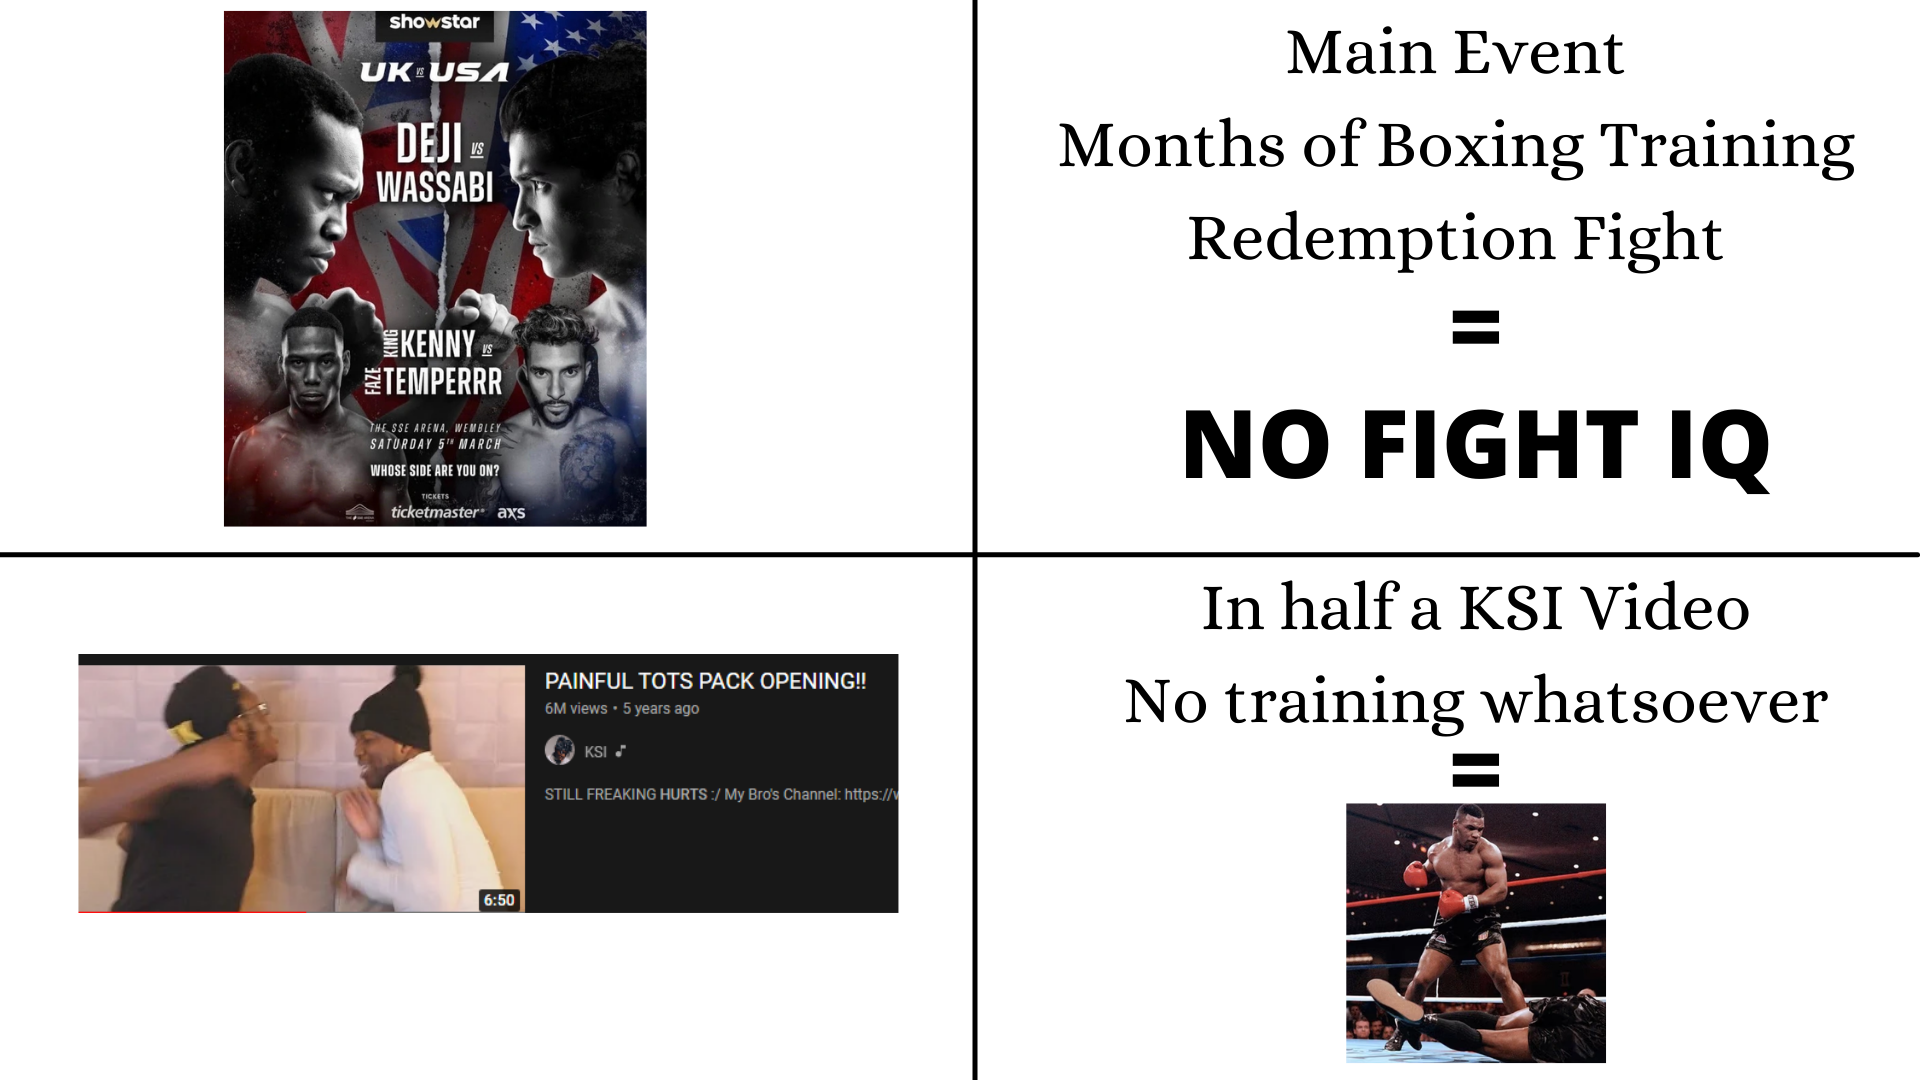 showstar
UK VS USA
DEJI VS
WASSABI
KING KENNY VS
FAZE TEMPERRR
THE SSE ARENA, WEMBLEY
SATURDAY 5TH MARCH
WHOSE SIDE ARE YOU ON?
TICKETS
ticketmaster® axs
Main Event
Months of Boxing Training
Redemption Fight
=
NO FIGHT IQ
PAINFUL TOTS PACK OPENING!!
6M views • 5 years ago
KSI ♪
STILL FREAKING HURTS :/ My Bro's Channel: https://w
6:50
In half a KSI Video
No training whatsoever
=